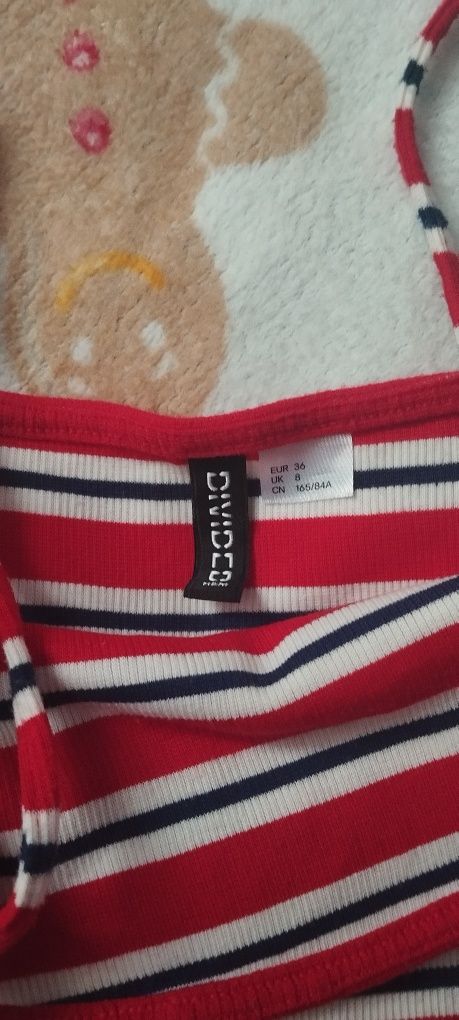 DIVIDED
EUR 36
UK 8
CN 165/84A